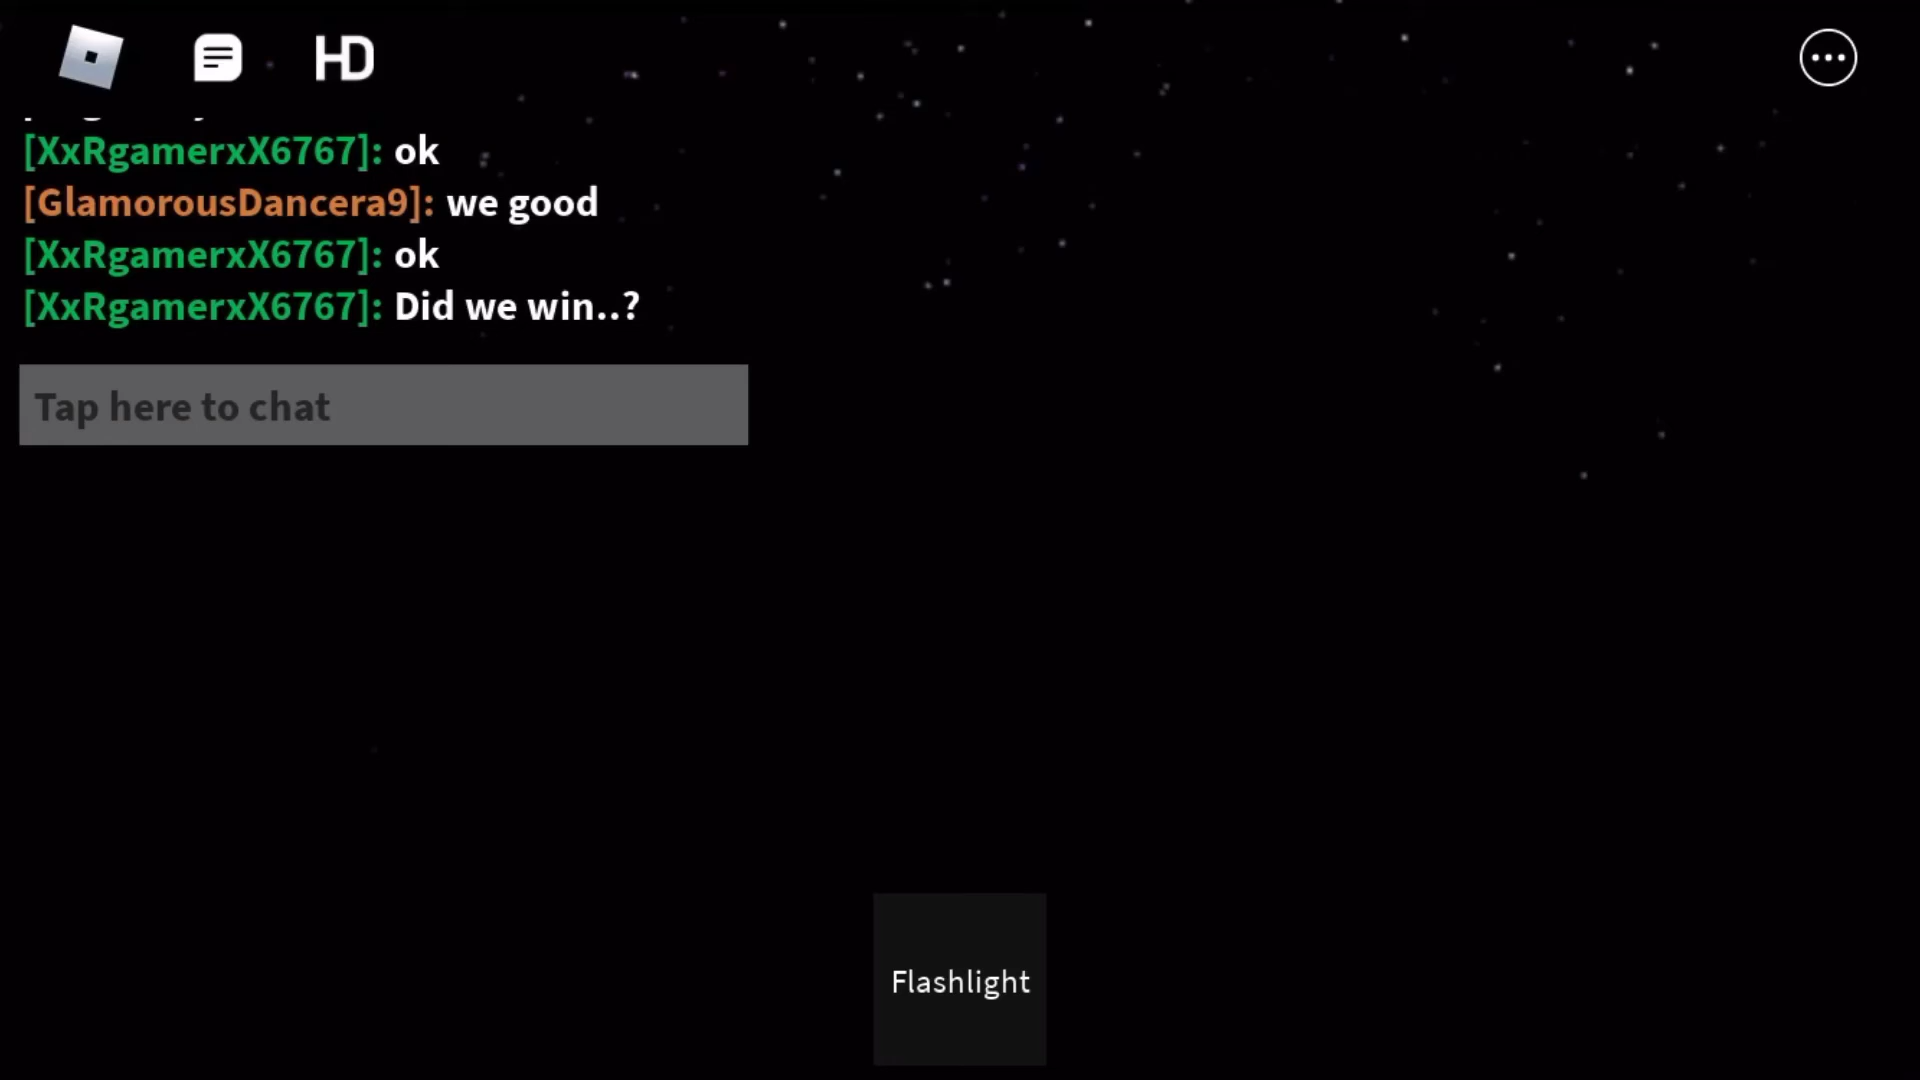 HD
[XxRgamerxX6767]: ok
[GlamorousDancera9]: we good
[XxRgamerxX6767]: ok
[XxRgamerxX6767]: Did we win..?
Tap here to chat
Flashlight